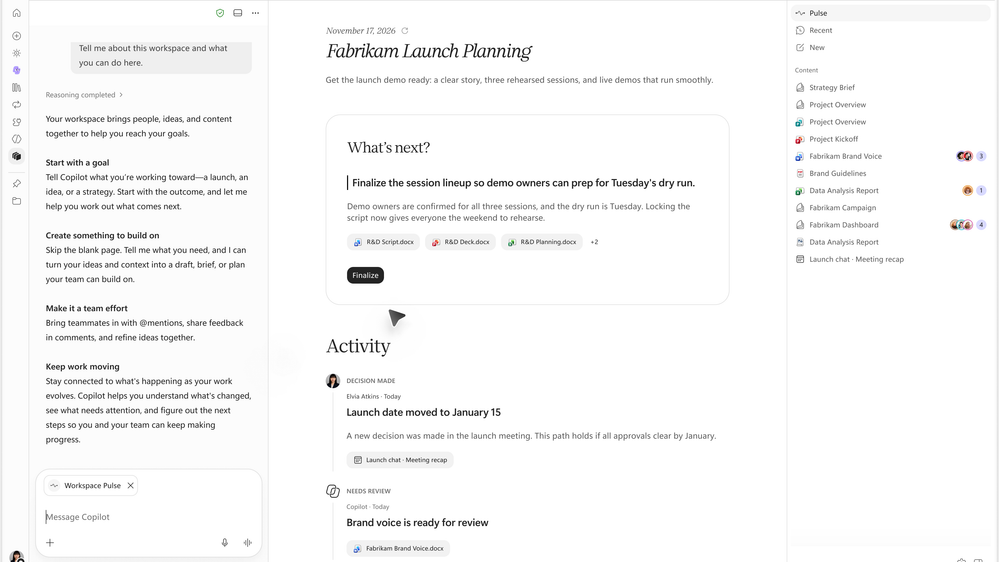 Tell me about this workspace and what
you can do here.
Reasoning completed
Your workspace brings people, ideas, and content
together to help you reach your goals.
Start with a goal
Tell Copilot what you're working toward—a launch, an
idea, or a strategy. Start with the outcome, and let me
help you work out what comes next.
Create something to build on
Skip the blank page. Tell me what you need, and I can
turn your ideas and context into a draft, brief, or plan
your team can build on.
Make it a team effort
Bring teammates in with @mentions, share feedback
in comments, and refine ideas together.
Keep work moving
Stay connected to what's happening as your work
evolves. Copilot helps you understand what's changed,
see what needs attention, and figure out the next
steps so you and your team can keep making
progress.
Workspace Pulse
Message Copilot
November 17, 2026
Fabrikam Launch Planning
Get the launch demo ready: a clear story, three rehearsed sessions, and live demos that run smoothly.
What's next?
Finalize the session lineup so demo owners can prep for Tuesday's dry run.
Demo owners are confirmed for all three sessions, and the dry run is Tuesday. Locking the
script now gives everyone the weekend to rehearse.
R&D Script.docx R&D Deck.docx R&D Planning.docx +2
Finalize
Activity
DECISION MADE
Elvia Atkins · Today
Launch date moved to January 15
A new decision was made in the launch meeting. This path holds if all approvals clear by January.
Launch chat · Meeting recap
NEEDS REVIEW
Copilot · Today
Brand voice is ready for review
Fabrikam Brand Voice.docx
Pulse
Recent
New
Content
Strategy Brief
Project Overview
Project Overview
Project Kickoff
Fabrikam Brand Voice 3
Brand Guidelines
Data Analysis Report 1
Fabrikam Campaign
Fabrikam Dashboard 4
Data Analysis Report
Launch chat · Meeting recap